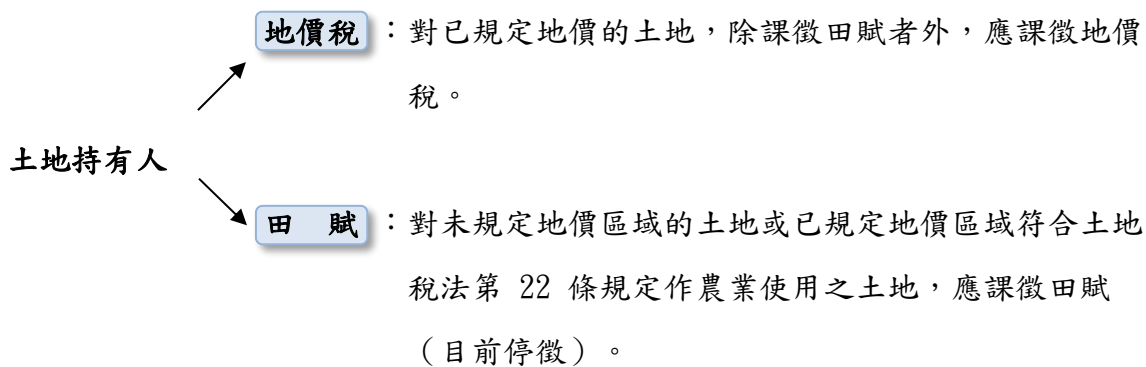 地價稅：對已規定地價的土地，除課徵田賦者外，應課徵地價
稅。
土地持有人
田　賦：對未規定地價區域的土地或已規定地價區域符合土地
稅法第 22 條規定作農業使用之土地，應課徵田賦
（目前停徵）。